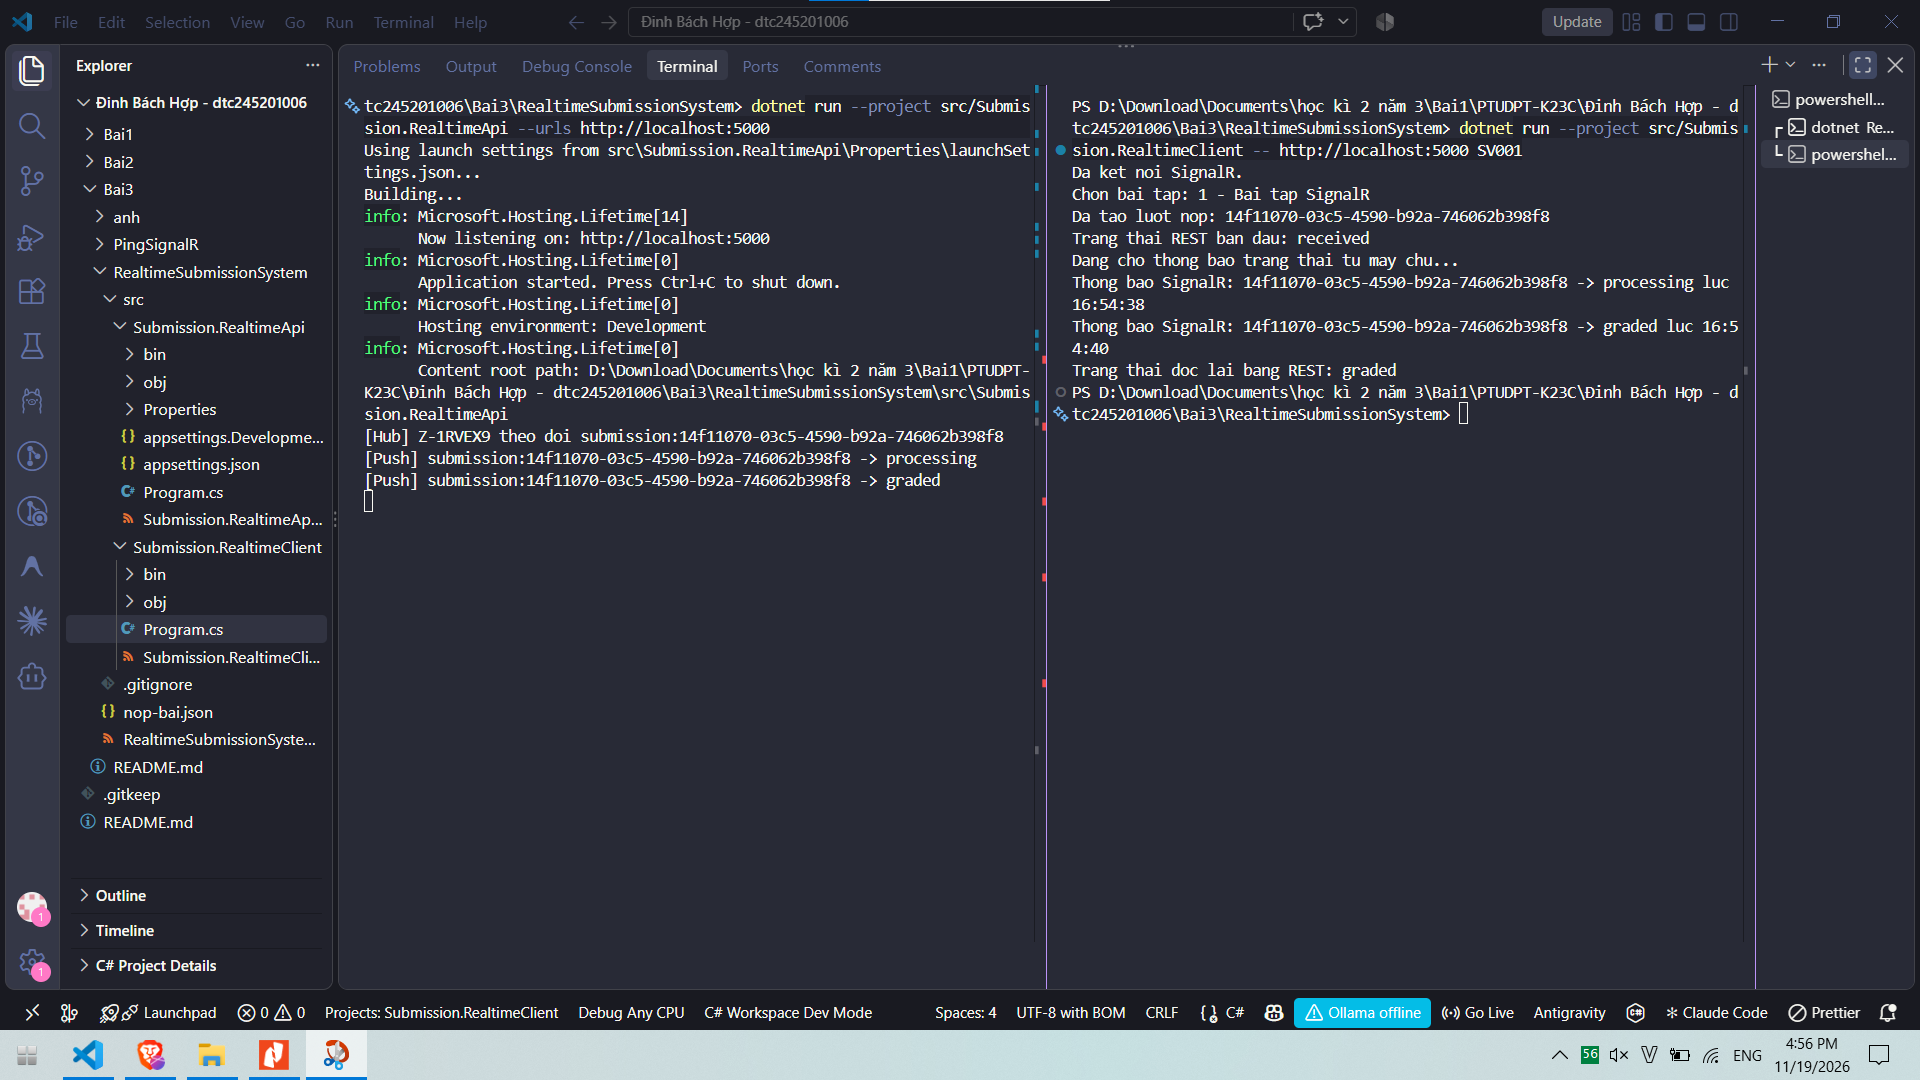 File Edit Selection View Go Run Terminal Help
Đinh Bách Hợp - dtc245201006
Update
Explorer
Đinh Bách Hợp - dtc245201006
Bai1
Bai2
Bai3
anh
PingSignalR
RealtimeSubmissionSystem
src
Submission.RealtimeApi
bin
obj
Properties
appsettings.Developme...
appsettings.json
Program.cs
Submission.RealtimeAp...
Submission.RealtimeClient
bin
obj
Program.cs
Submission.RealtimeCli...
.gitignore
nop-bai.json
RealtimeSubmissionSyste...
README.md
.gitkeep
README.md
Outline
Timeline
C# Project Details
Problems Output Debug Console Terminal Ports Comments
tc245201006\Bai3\RealtimeSubmissionSystem> dotnet run --project src/Submis
sion.RealtimeApi --urls http://localhost:5000
Using launch settings from src\Submission.RealtimeApi\Properties\launchSet
tings.json...
Building...
info: Microsoft.Hosting.Lifetime[14]
Now listening on: http://localhost:5000
info: Microsoft.Hosting.Lifetime[0]
Application started. Press Ctrl+C to shut down.
info: Microsoft.Hosting.Lifetime[0]
Hosting environment: Development
info: Microsoft.Hosting.Lifetime[0]
Content root path: D:\Download\Documents\học kì 2 năm 3\Bai1\PTUDPT-
K23C\Đinh Bách Hợp - dtc245201006\Bai3\RealtimeSubmissionSystem\src\Submis
sion.RealtimeApi
[Hub] Z-1RVEX9 theo doi submission:14f11070-03c5-4590-b92a-746062b398f8
[Push] submission:14f11070-03c5-4590-b92a-746062b398f8 -> processing
[Push] submission:14f11070-03c5-4590-b92a-746062b398f8 -> graded
PS D:\Download\Documents\học kì 2 năm 3\Bai1\PTUDPT-K23C\Đinh Bách Hợp - d
tc245201006\Bai3\RealtimeSubmissionSystem> dotnet run --project src/Submis
sion.RealtimeClient -- http://localhost:5000 SV001
Da ket noi SignalR.
Chon bai tap: 1 - Bai tap SignalR
Da tao luot nop: 14f11070-03c5-4590-b92a-746062b398f8
Trang thai REST ban dau: received
Dang cho thong bao trang thai tu may chu...
Thong bao SignalR: 14f11070-03c5-4590-b92a-746062b398f8 -> processing luc
16:54:38
Thong bao SignalR: 14f11070-03c5-4590-b92a-746062b398f8 -> graded luc 16:5
4:40
Trang thai doc lai bang REST: graded
PS D:\Download\Documents\học kì 2 năm 3\Bai1\PTUDPT-K23C\Đinh Bách Hợp - d
tc245201006\Bai3\RealtimeSubmissionSystem>
powershell...
dotnet Re...
powershel...
1
1
Launchpad 0 0 Projects: Submission.RealtimeClient Debug Any CPU C# Workspace Dev Mode Spaces: 4 UTF-8 with BOM CRLF {} C# Ollama offline Go Live Antigravity Claude Code Prettier
56 ENG 4:56 PM
11/19/2026